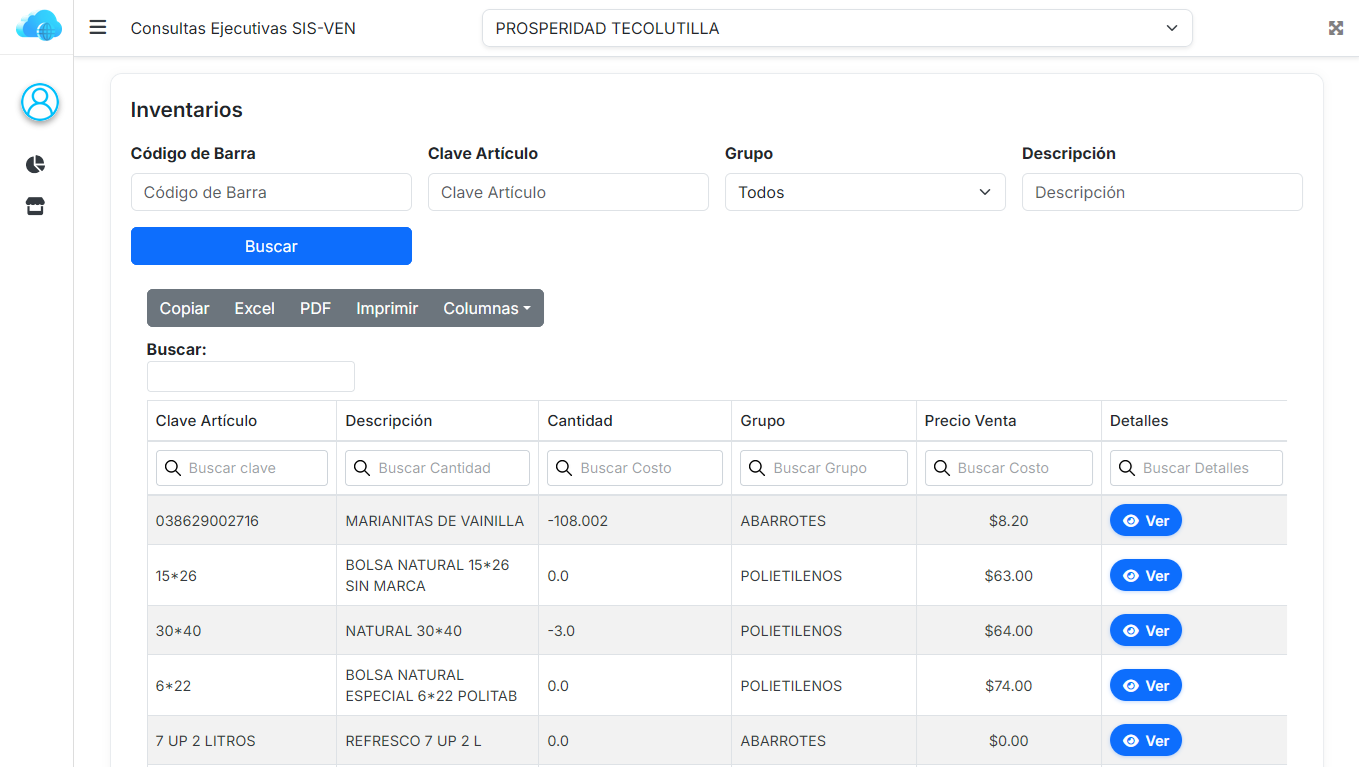 Consultas Ejecutivas SIS-VEN
PROSPERIDAD TECOLUTILLA
Inventarios
Código de Barra Clave Artículo Grupo Descripción
Código de Barra Clave Artículo Todos Descripción
Buscar
Copiar Excel PDF Imprimir Columnas
Buscar:
Clave Artículo Descripción Cantidad Grupo Precio Venta Detalles
Buscar clave Buscar Cantidad Buscar Costo Buscar Grupo Buscar Costo Buscar Detalles
038629002716 MARIANITAS DE VAINILLA -108.002 ABARROTES $8.20 Ver
15*26 BOLSA NATURAL 15*26 0.0 POLIETILENOS $63.00 Ver
SIN MARCA
30*40 NATURAL 30*40 -3.0 POLIETILENOS $64.00 Ver
6*22 BOLSA NATURAL 0.0 POLIETILENOS $74.00 Ver
ESPECIAL 6*22 POLITAB
7 UP 2 LITROS REFRESCO 7 UP 2 L 0.0 ABARROTES $0.00 Ver